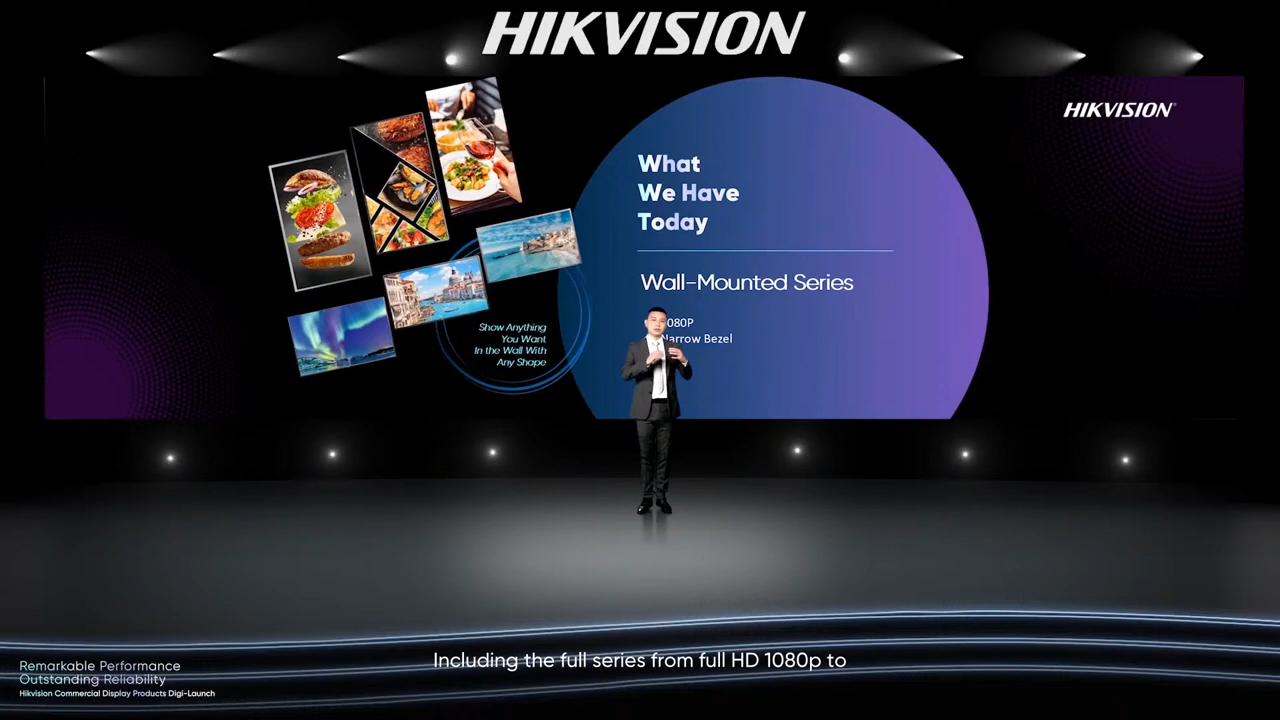 HIKVISION
HIKVISION
What
We Have
Today
Wall-Mounted Series
080P
Narrow Bezel
Show Anything
You Want
In the Wall With
Any Shape
Including the full series from full HD 1080p to
Remarkable Performance
Outstanding Reliability
Hikvision Commercial Display Products Digi-Launch